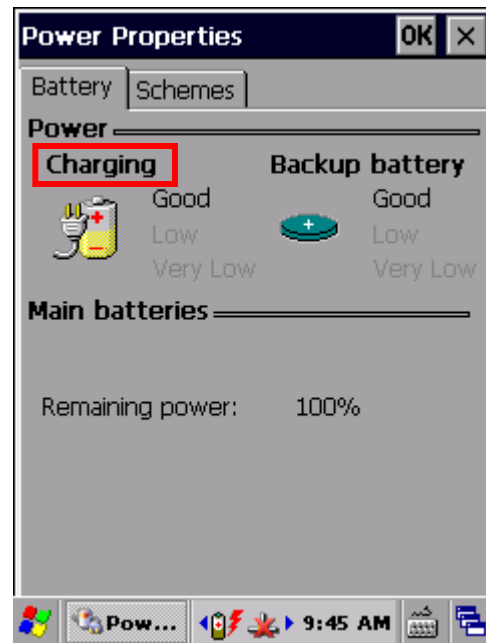 Power Properties OK ×
Battery Schemes
Power
Charging Backup battery
Good Good
Low Low
Very Low Very Low
Main batteries
Remaining power: 100%
Pow... 9:45 AM